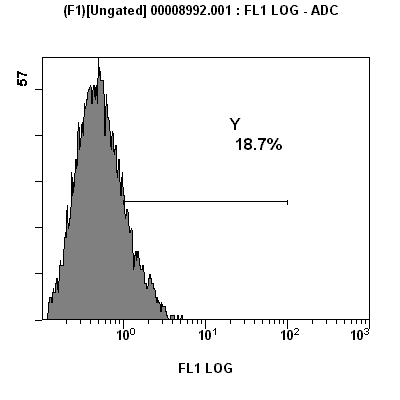 (F1)[Ungated] 00008992.001 : FL1 LOG - ADC
57
Y
18.7%
10⁰ 10¹ 10² 10³
FL1 LOG